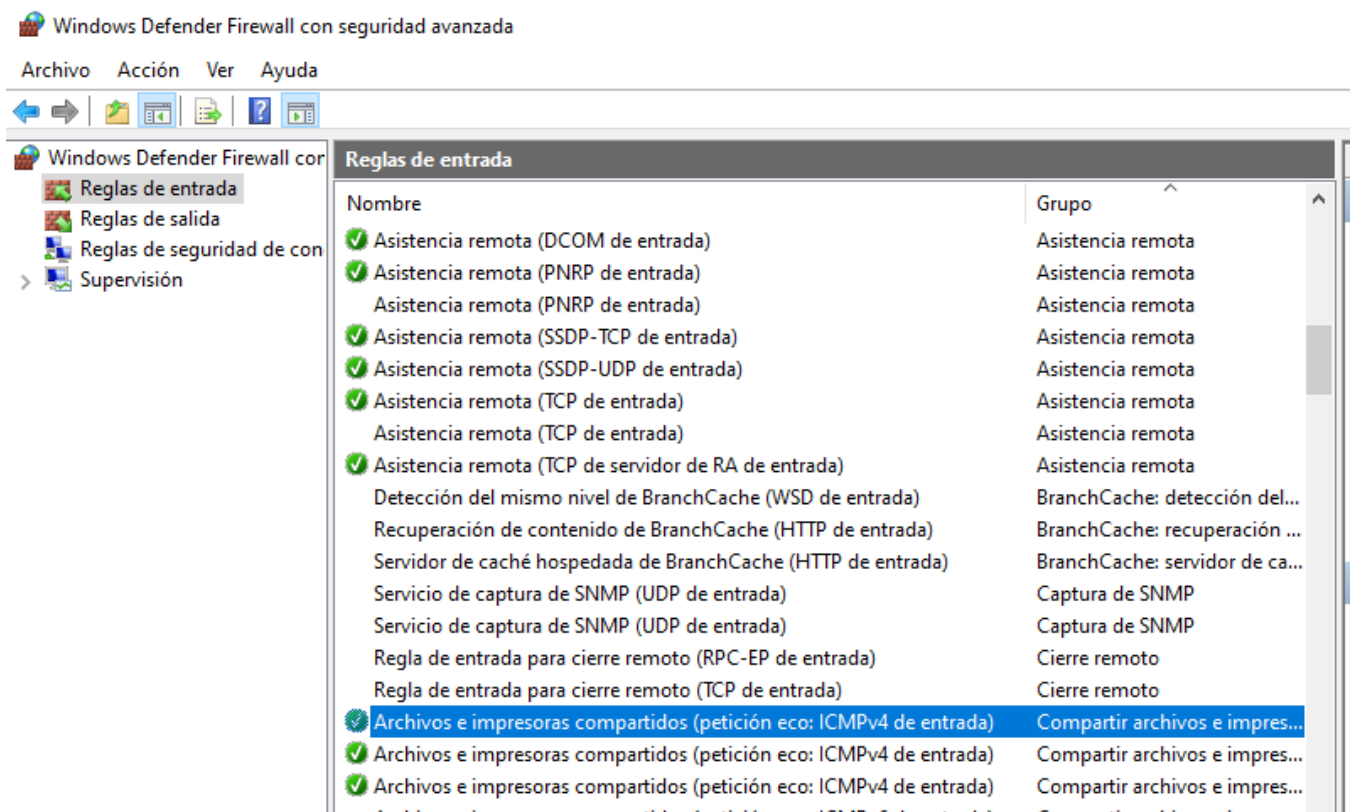 Windows Defender Firewall con seguridad avanzada
Archivo Acción Ver Ayuda
Windows Defender Firewall con
Reglas de entrada
Reglas de salida
Reglas de seguridad de con
Supervisión
Reglas de entrada
Nombre Grupo
Asistencia remota (DCOM de entrada) Asistencia remota
Asistencia remota (PNRP de entrada) Asistencia remota
Asistencia remota (PNRP de entrada) Asistencia remota
Asistencia remota (SSDP-TCP de entrada) Asistencia remota
Asistencia remota (SSDP-UDP de entrada) Asistencia remota
Asistencia remota (TCP de entrada) Asistencia remota
Asistencia remota (TCP de entrada) Asistencia remota
Asistencia remota (TCP de servidor de RA de entrada) Asistencia remota
Detección del mismo nivel de BranchCache (WSD de entrada) BranchCache: detección del...
Recuperación de contenido de BranchCache (HTTP de entrada) BranchCache: recuperación ...
Servidor de caché hospedada de BranchCache (HTTP de entrada) BranchCache: servidor de ca...
Servicio de captura de SNMP (UDP de entrada) Captura de SNMP
Servicio de captura de SNMP (UDP de entrada) Captura de SNMP
Regla de entrada para cierre remoto (RPC-EP de entrada) Cierre remoto
Regla de entrada para cierre remoto (TCP de entrada) Cierre remoto
Archivos e impresoras compartidos (petición eco: ICMPv4 de entrada) Compartir archivos e impres...
Archivos e impresoras compartidos (petición eco: ICMPv4 de entrada) Compartir archivos e impres...
Archivos e impresoras compartidos (petición eco: ICMPv4 de entrada) Compartir archivos e impres...